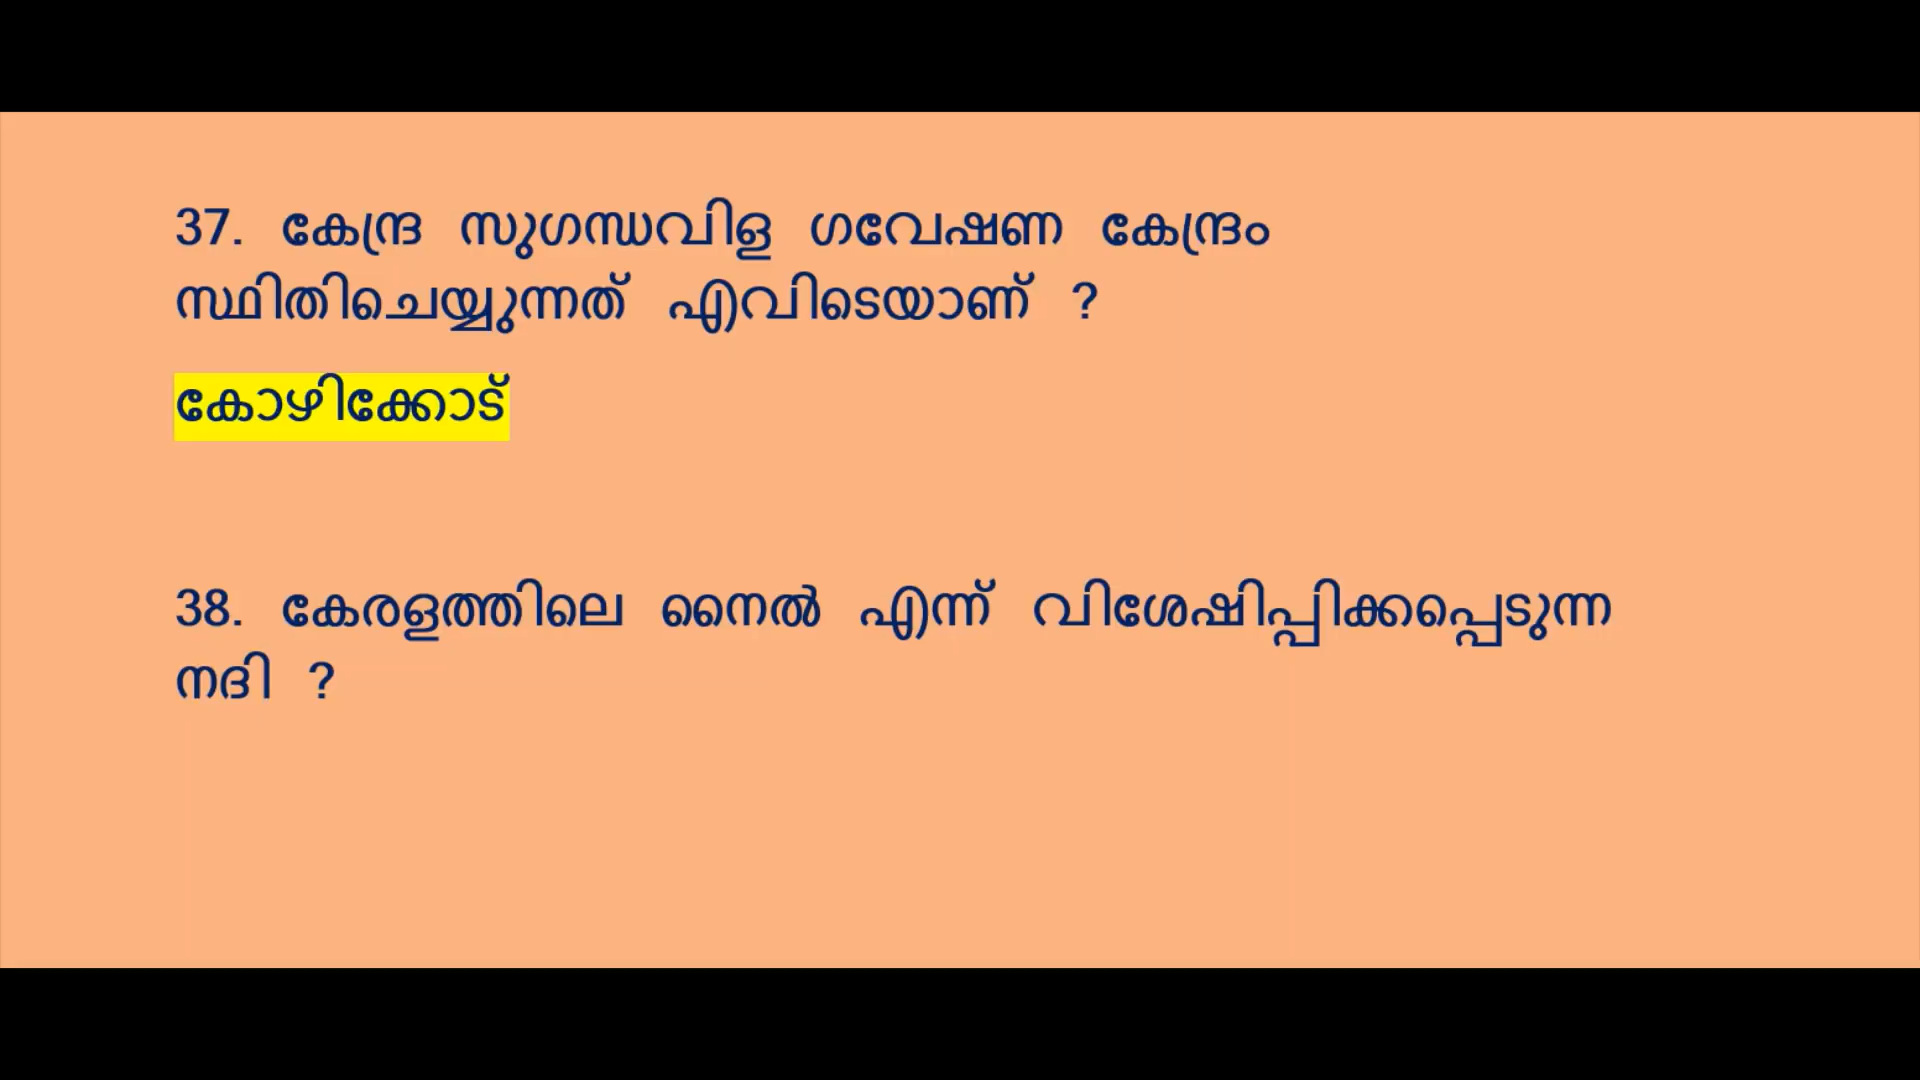 37. കേന്ദ്ര സുഗന്ധവിള ഗവേഷണ കേന്ദ്രം
സ്ഥിതിചെയ്യുന്നത് എവിടെയാണ് ?
കോഴിക്കോട്
38. കേരളത്തിലെ നൈൽ എന്ന് വിശേഷിപ്പിക്കപ്പെടുന്ന
നദി ?